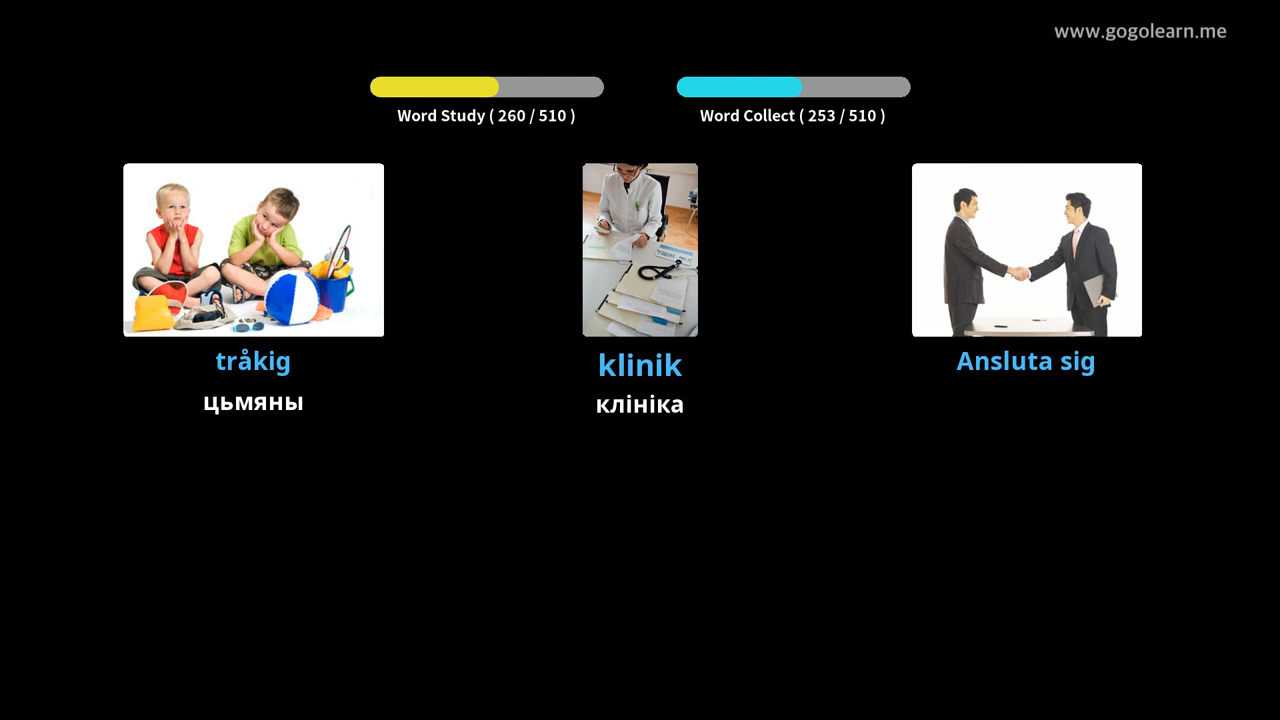 www.gogolearn.me
Word Study ( 260 / 510 )
Word Collect ( 253 / 510 )
tråkig
klinik
Ansluta sig
цьмяны
клініка